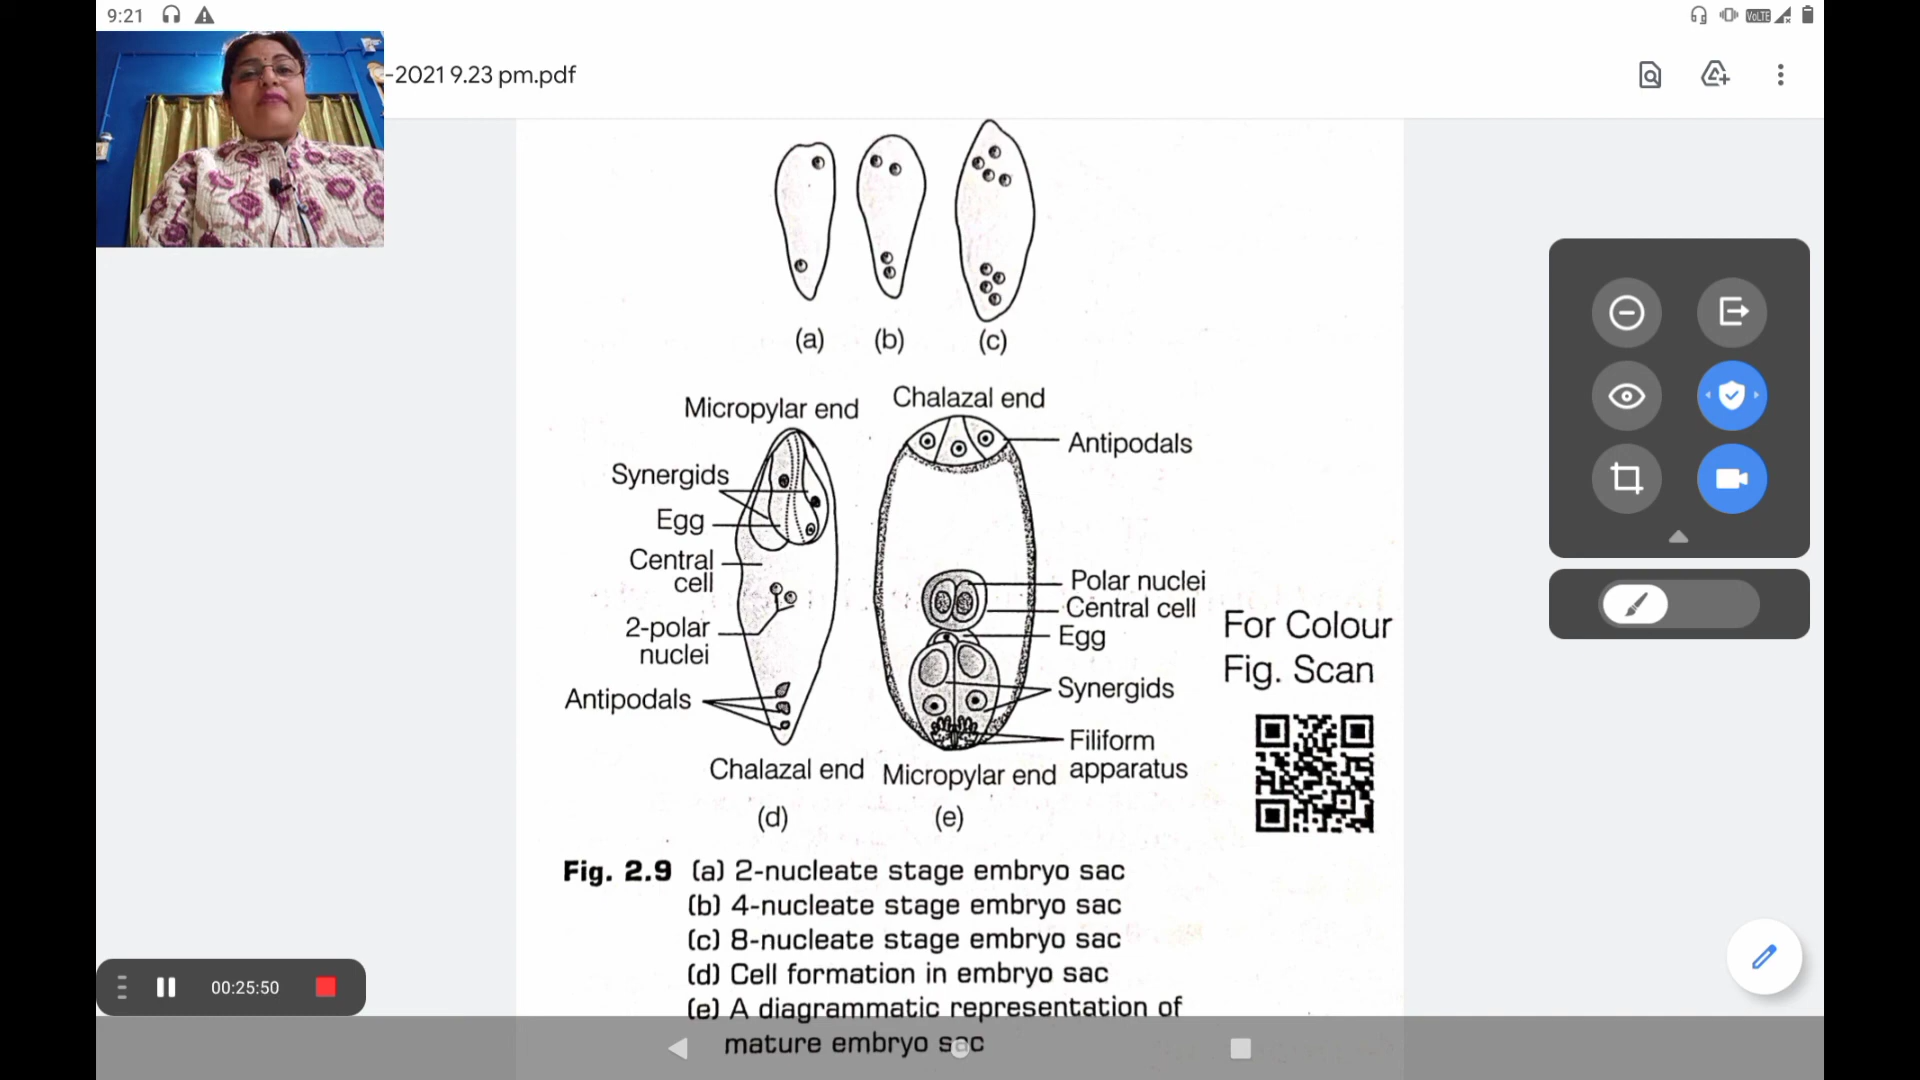 9:21
VoLTE
-2021 9.23 pm.pdf
(a) (b) (c)
Micropylar end
Chalazal end
Synergids
Egg
Central
cell
2-polar
nuclei
Antipodals
Chalazal end
(d)
Antipodals
Polar nuclei
Central cell
Egg
Synergids
Filiform
apparatus
Micropylar end
(e)
For Colour
Fig. Scan
Fig. 2.9 (a) 2-nucleate stage embryo sac
(b) 4-nucleate stage embryo sac
(c) 8-nucleate stage embryo sac
(d) Cell formation in embryo sac
(e) A diagrammatic representation of
mature embryo sac
00:25:50